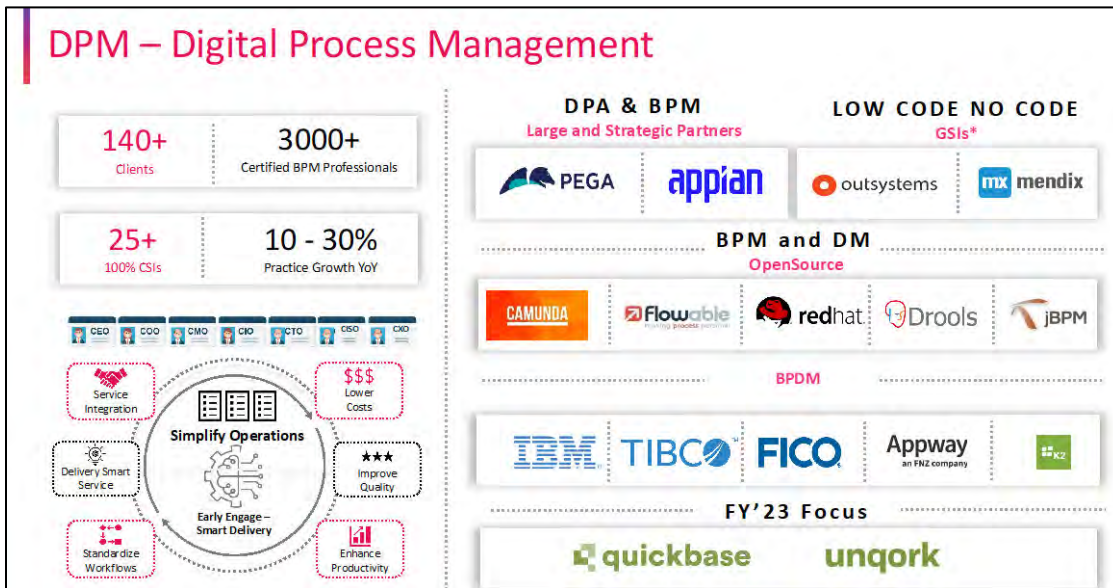 DPM – Digital Process Management
140+
Clients
3000+
Certified BPM Professionals
25+
100% CSIs
10 - 30%
Practice Growth YoY
CEO
COO
CMO
CIO
CTO
CISO
CXO
Service
Integration
$$$
Lower
Costs
Simplify Operations
Delivery Smart
Service
Improve
Quality
Early Engage –
Smart Delivery
Standardize
Workflows
Enhance
Productivity
DPA & BPM
Large and Strategic Partners
PEGA
appian
LOW CODE NO CODE
GSIs*
outsystems
mx mendix
BPM and DM
OpenSource
CAMUNDA
Flowable
redhat.
Drools
jBPM
BPDM
IBM
TIBCO™
FICO
Appway
an FNZ company
K2
FY’23 Focus
quickbase
unqork